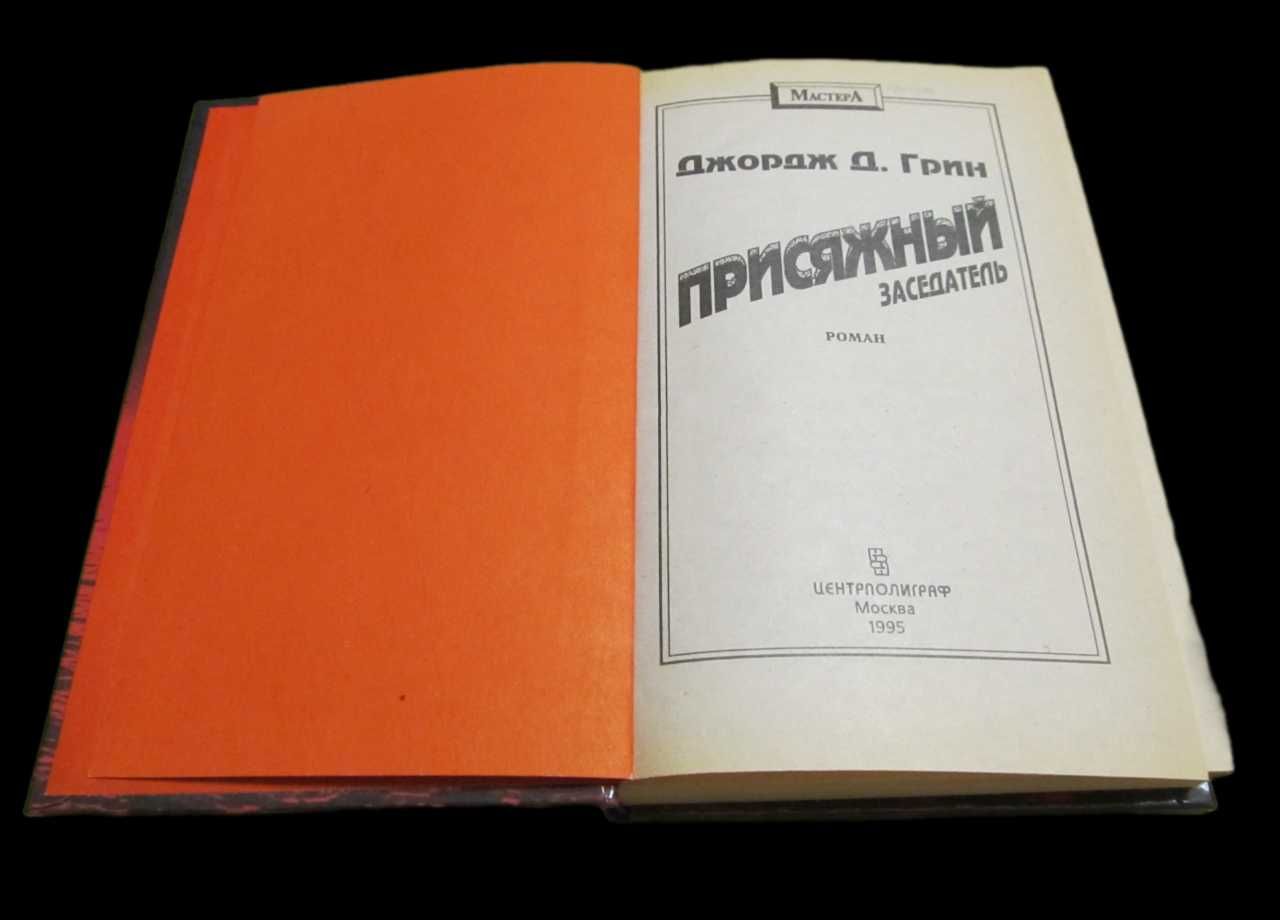 МастерА
Джордж Д. Грин
ПРИСЯЖНЫЙ
ЗАСЕДАТЕЛЬ
РОМАН
ЦЕНТРПОЛИГРАФ
Москва
1995